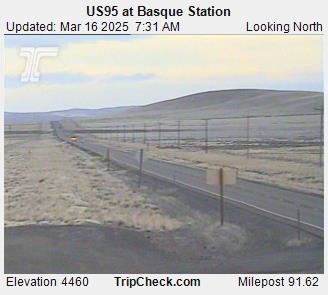 US95 at Basque Station
Updated: Mar 16 2025 7:31 AM Looking North
Elevation 4460 TripCheck.com Milepost 91.62